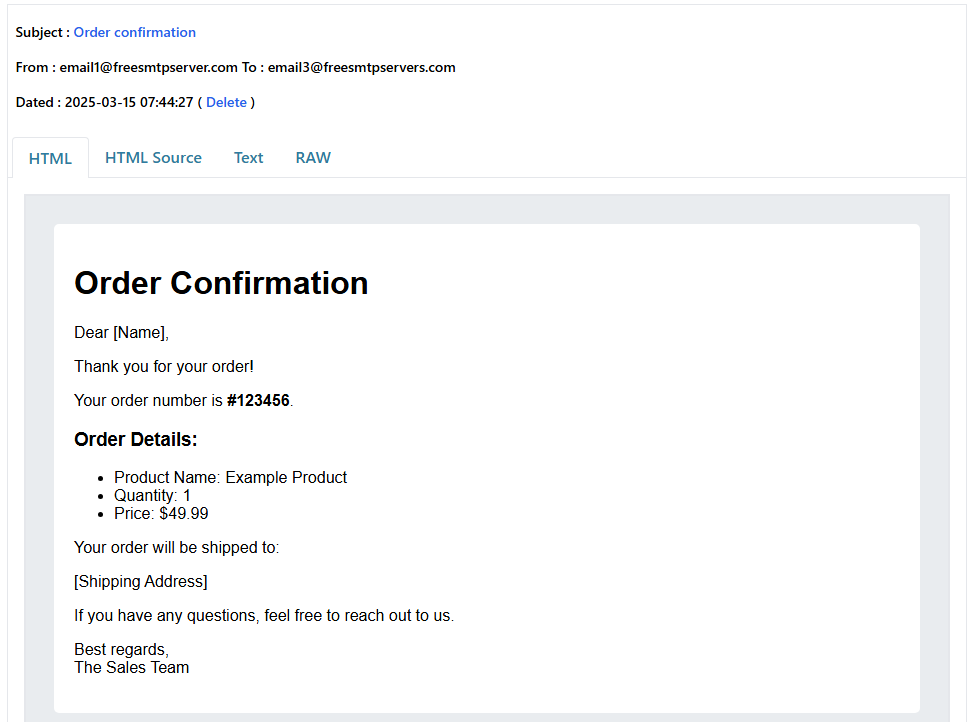 Subject : Order confirmation
From : email1@freesmtpserver.com To : email3@freesmtpservers.com
Dated : 2025-03-15 07:44:27 ( Delete )
HTML HTML Source Text RAW
Order Confirmation
Dear [Name],
Thank you for your order!
Your order number is #123456.
Order Details:
• Product Name: Example Product
• Quantity: 1
• Price: $49.99
Your order will be shipped to:
[Shipping Address]
If you have any questions, feel free to reach out to us.
Best regards,
The Sales Team